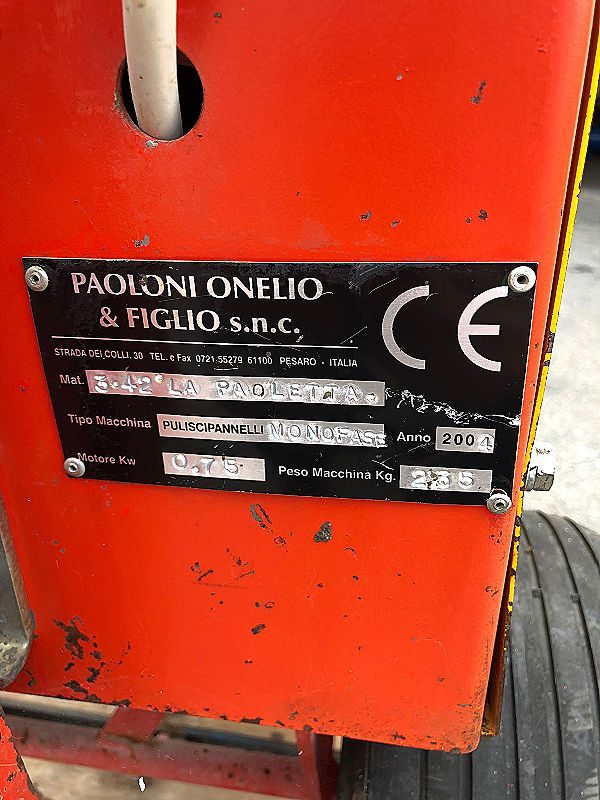 PAOLONI ONELIO
& FIGLIO s.n.c.
CE
STRADA DEI COLLI, 30 TEL. e Fax 0721.55279 61100 PESARO - ITALIA
Mat. 3.42° LA PAOLETTA.
Tipo Macchina PULISCIPANNELLI MONOFASE Anno 2004
Motore Kw 0.75 Peso Macchina Kg. 235